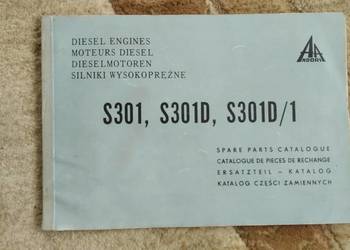 DIESEL ENGINES
MOTEURS DIESEL
DIESELMOTOREN
SILNIKI WYSOKOPRĘŻNE
ANDORIA
S301, S301D, S301D/1
SPARE PARTS CATALOGUE
CATALOGUE DE PIECES DE RECHANGE
ERSATZTEIL – KATALOG
KATALOG CZĘŚCI ZAMIENNYCH